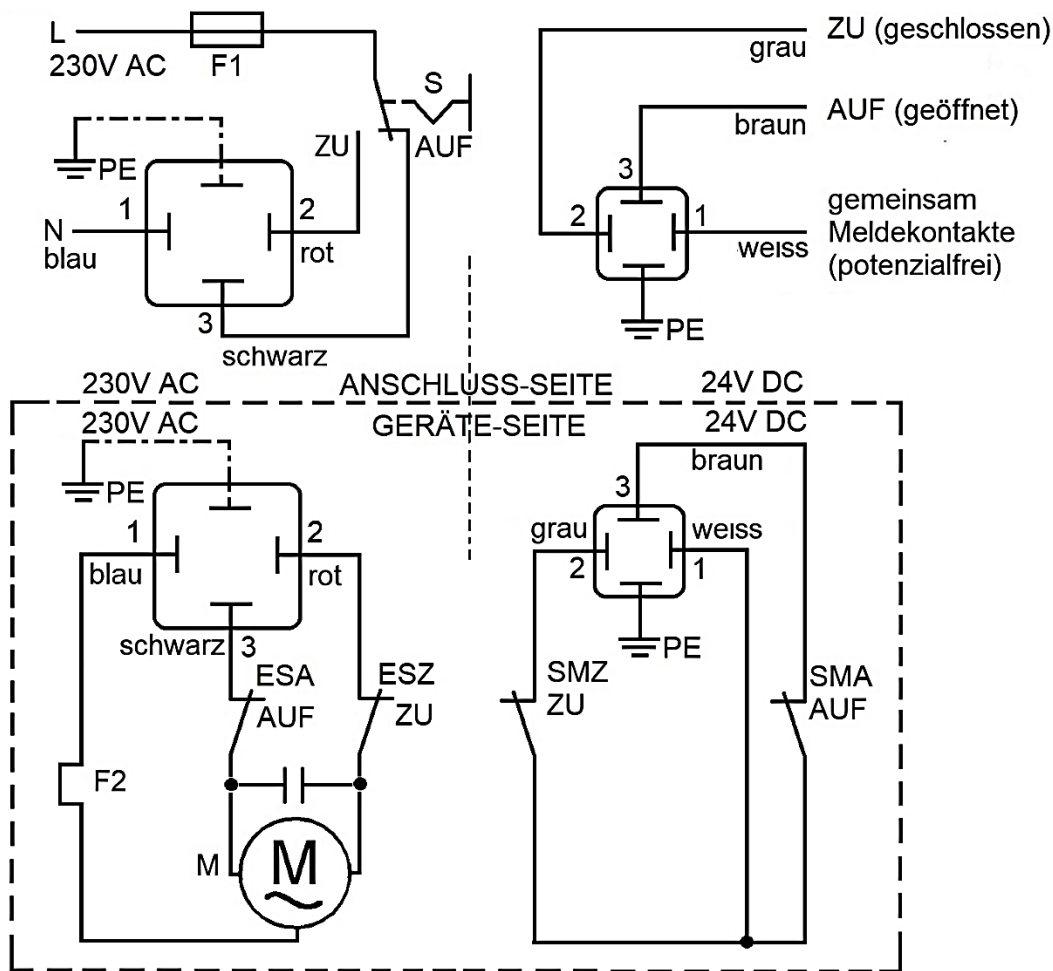 L
230V AC
F1
S
AUF
ZU
PE
1
2
N
blau
rot
3
schwarz
ZU (geschlossen)
grau
AUF (geöffnet)
braun
3
2
1
gemeinsam
Meldekontakte
(potenzialfrei)
weiss
PE
230V AC
ANSCHLUSS-SEITE
24V DC
230V AC
GERÄTE-SEITE
24V DC
PE
1
2
blau
rot
schwarz
3
ESA
AUF
ESZ
ZU
F2
M
M
braun
3
grau
weiss
2
1
PE
SMZ
ZU
SMA
AUF